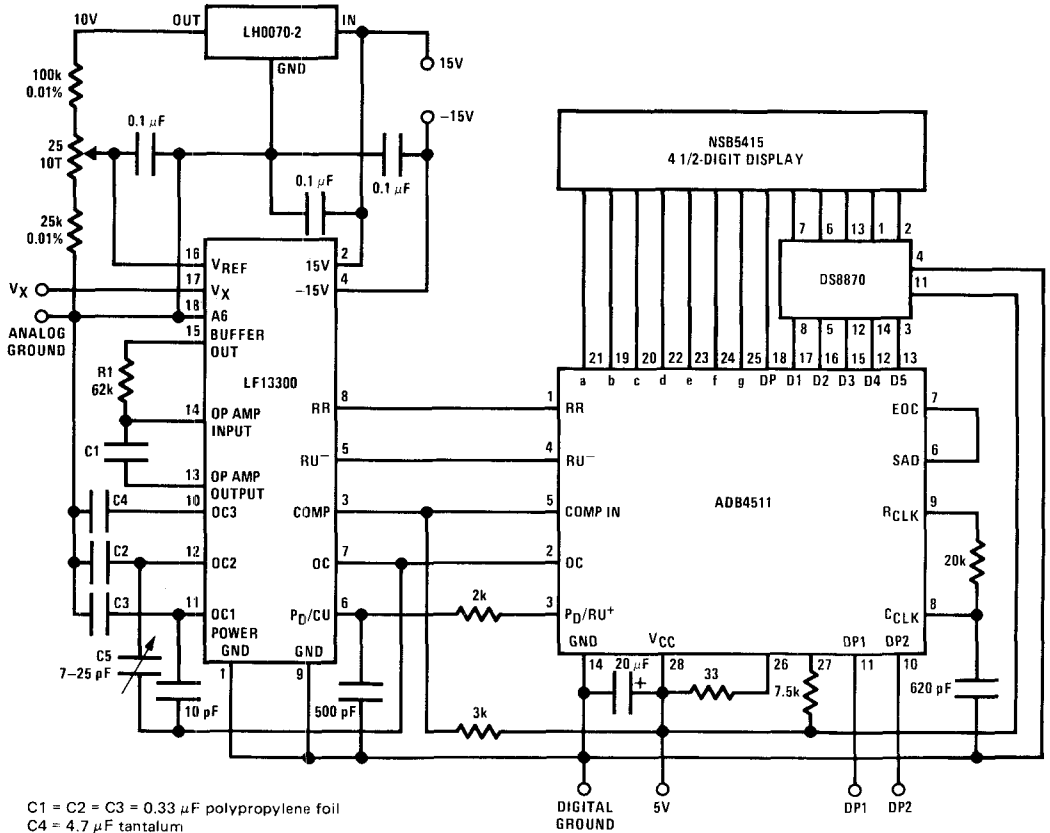 10V
OUT
LH0070-2
IN
GND
15V
-15V
100k
0.01%
0.1 µF
25
10T
0.1 µF
0.1 µF
25k
0.01%
NSB5415
4 1/2-DIGIT DISPLAY
7 6 13 1 2
DS8870
4
11
8 5 12 14 3
16 VREF
17 VX
18 A6
15 BUFFER OUT
VX
ANALOG
GROUND
15V 2
-15V 4
R1
62k
LF13300
14 OP AMP
INPUT
C1
13 OP AMP
OUTPUT
C4
10 OC3
C2
12 OC2
C3
11 OC1
POWER
GND
1
GND
9
RR 8
RU− 5
COMP 3
OC 7
PD/CU 6
C5
7-25 pF
10 pF
500 pF
2k
3k
21 19 20 22 23 24 25 18 17 16 15 12 13
a b c d e f g DP D1 D2 D3 D4 D5
1 RR
4 RU−
5 COMP IN
2 OC
3 PD/RU+
ADB4511
EOC 7
SAD 6
RCLK 9
20k
CCLK 8
620 pF
GND
14
VCC
28
26
27
DP1
11
DP2
10
20 µF
+
33
7.5k
DIGITAL
GROUND
5V
DP1
DP2
C1 = C2 = C3 = 0.33 µF polypropylene foil
C4 = 4.7 µF tantalum